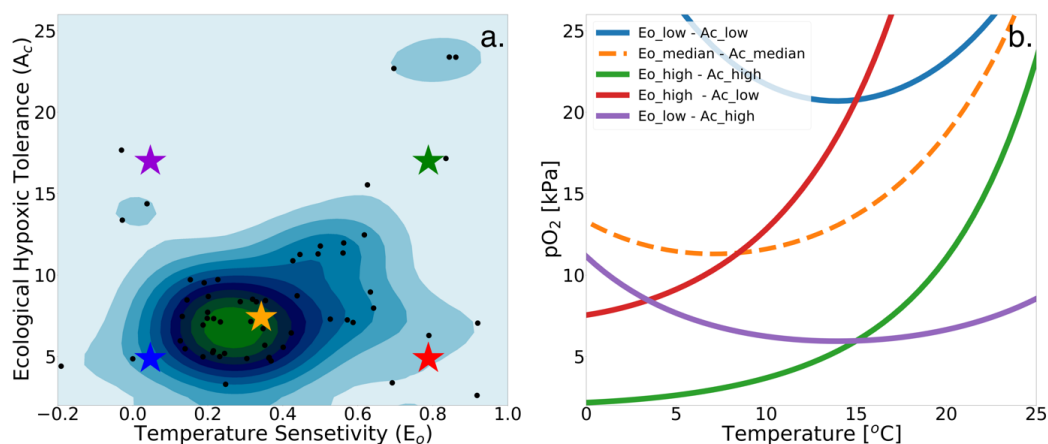 a.
25
20
15
10
5
−0.2
0.0
0.2
0.4
0.6
0.8
1.0
Ecological Hypoxic Tolerance (Ac)
Temperature Sensetivity (Eo)
b.
Eo_low - Ac_low
Eo_median - Ac_median
Eo_high - Ac_high
Eo_high - Ac_low
Eo_low - Ac_high
25
20
15
10
5
0
5
10
15
20
25
pO2 [kPa]
Temperature [°C]